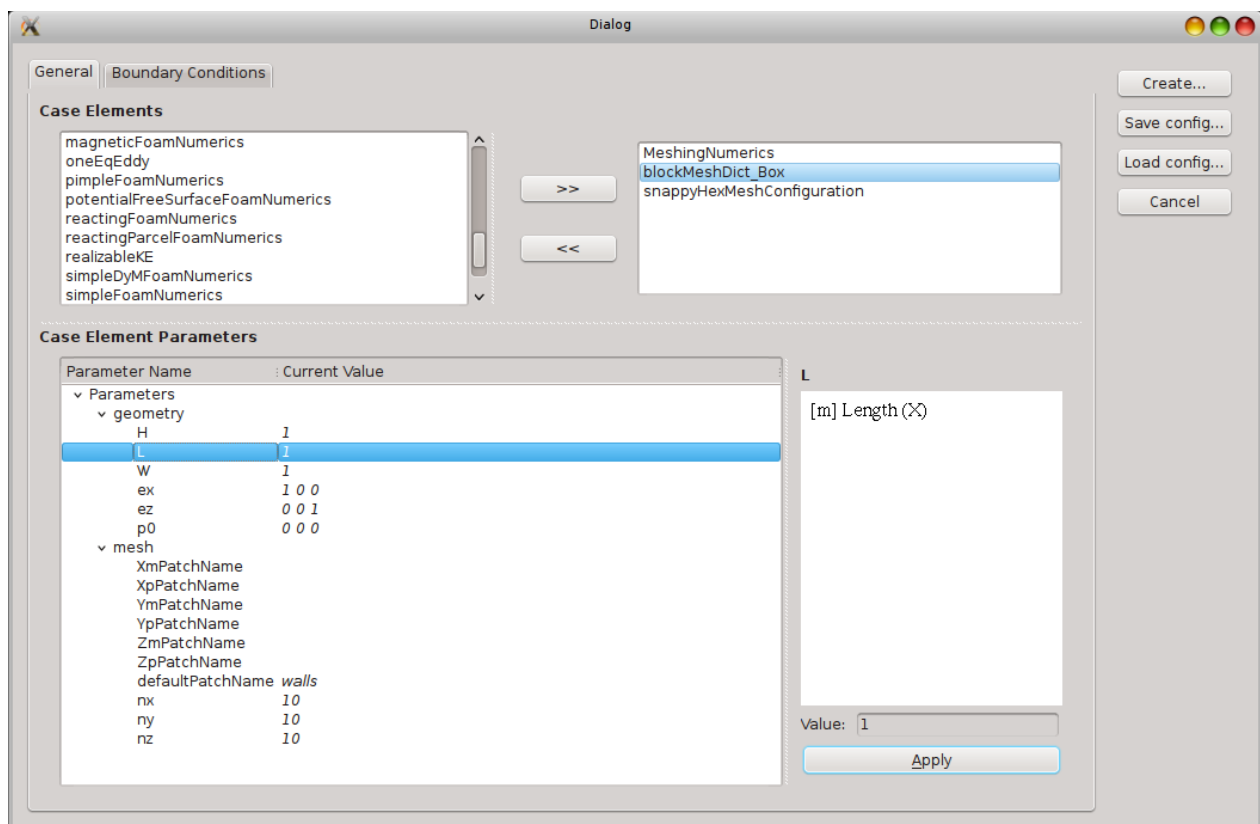 Dialog
General Boundary Conditions
Create...
Save config...
Load config...
Cancel
Case Elements
magneticFoamNumerics
oneEqEddy
pimpleFoamNumerics
potentialFreeSurfaceFoamNumerics
reactingFoamNumerics
reactingParcelFoamNumerics
realizableKE
simpleDyMFoamNumerics
simpleFoamNumerics
>>
<<
MeshingNumerics
blockMeshDict_Box
snappyHexMeshConfiguration
Case Element Parameters
Parameter Name Current Value
Parameters
geometry
H 1
L 1
W 1
ex 1 0 0
ez 0 0 1
p0 0 0 0
mesh
XmPatchName
XpPatchName
YmPatchName
YpPatchName
ZmPatchName
ZpPatchName
defaultPatchName walls
nx 10
ny 10
nz 10
L
[m] Length (X)
Value: 1
Apply